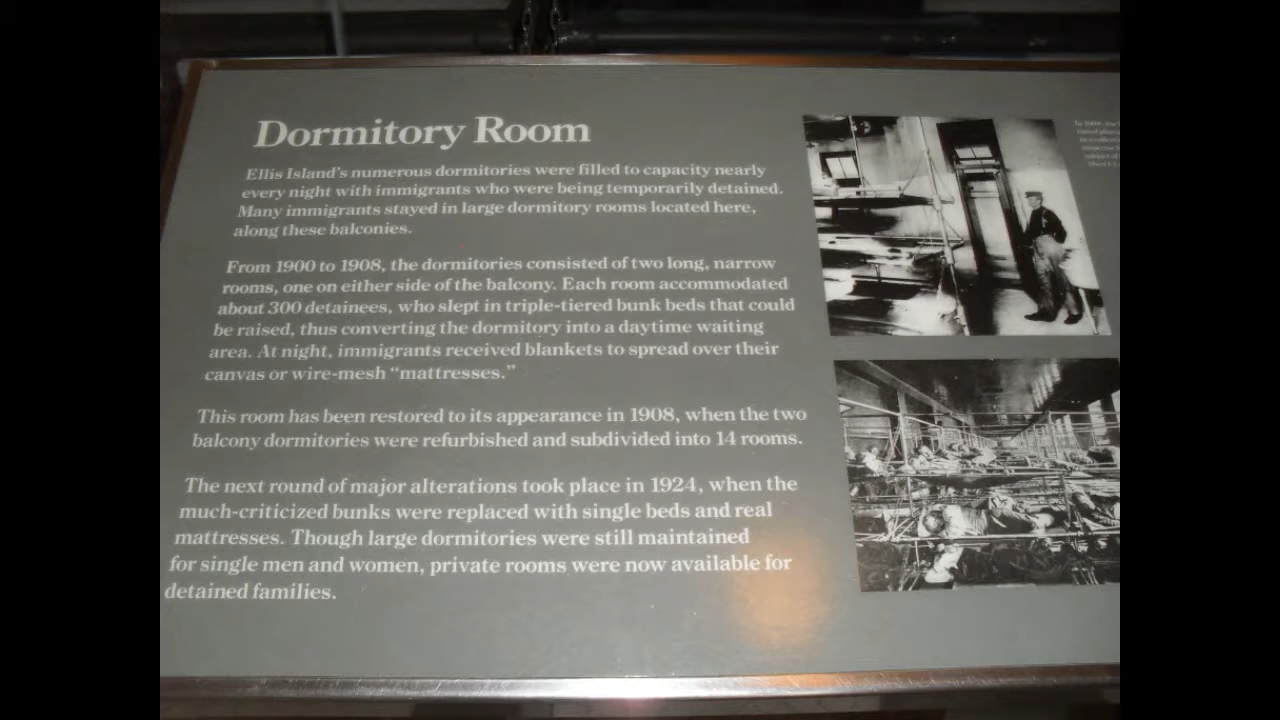 Dormitory Room
Ellis Island's numerous dormitories were filled to capacity nearly
every night with immigrants who were being temporarily detained.
Many immigrants stayed in large dormitory rooms located here,
along these balconies.
From 1900 to 1908, the dormitories consisted of two long, narrow
rooms, one on either side of the balcony. Each room accommodated
about 300 detainees, who slept in triple-tiered bunk beds that could
be raised, thus converting the dormitory into a daytime waiting
area. At night, immigrants received blankets to spread over their
canvas or wire-mesh “mattresses.”
This room has been restored to its appearance in 1908, when the two
balcony dormitories were refurbished and subdivided into 14 rooms.
The next round of major alterations took place in 1924, when the
much-criticized bunks were replaced with single beds and real
mattresses. Though large dormitories were still maintained
for single men and women, private rooms were now available for
detained families.